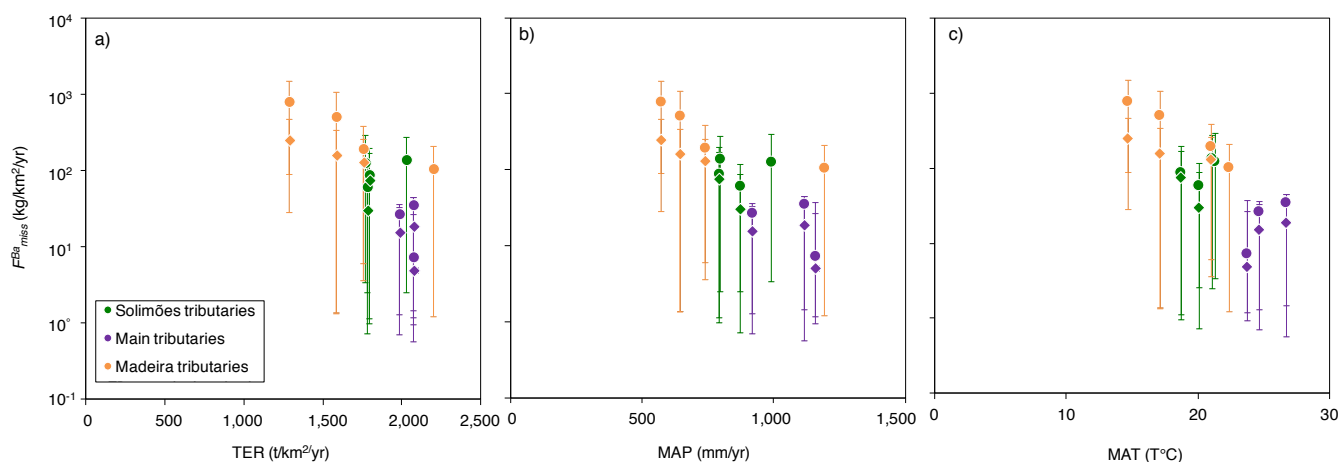 a)
b)
c)
10⁴
10³
10²
10¹
10⁰
10⁻¹
F^Ba_miss (kg/km²/yr)
Solimões tributaries
Main tributaries
Madeira tributaries
0 500 1,000 1,500 2,000 2,500
TER (t/km²/yr)
0 500 1,000 1,500
MAP (mm/yr)
0 10 20 30
MAT (T°C)